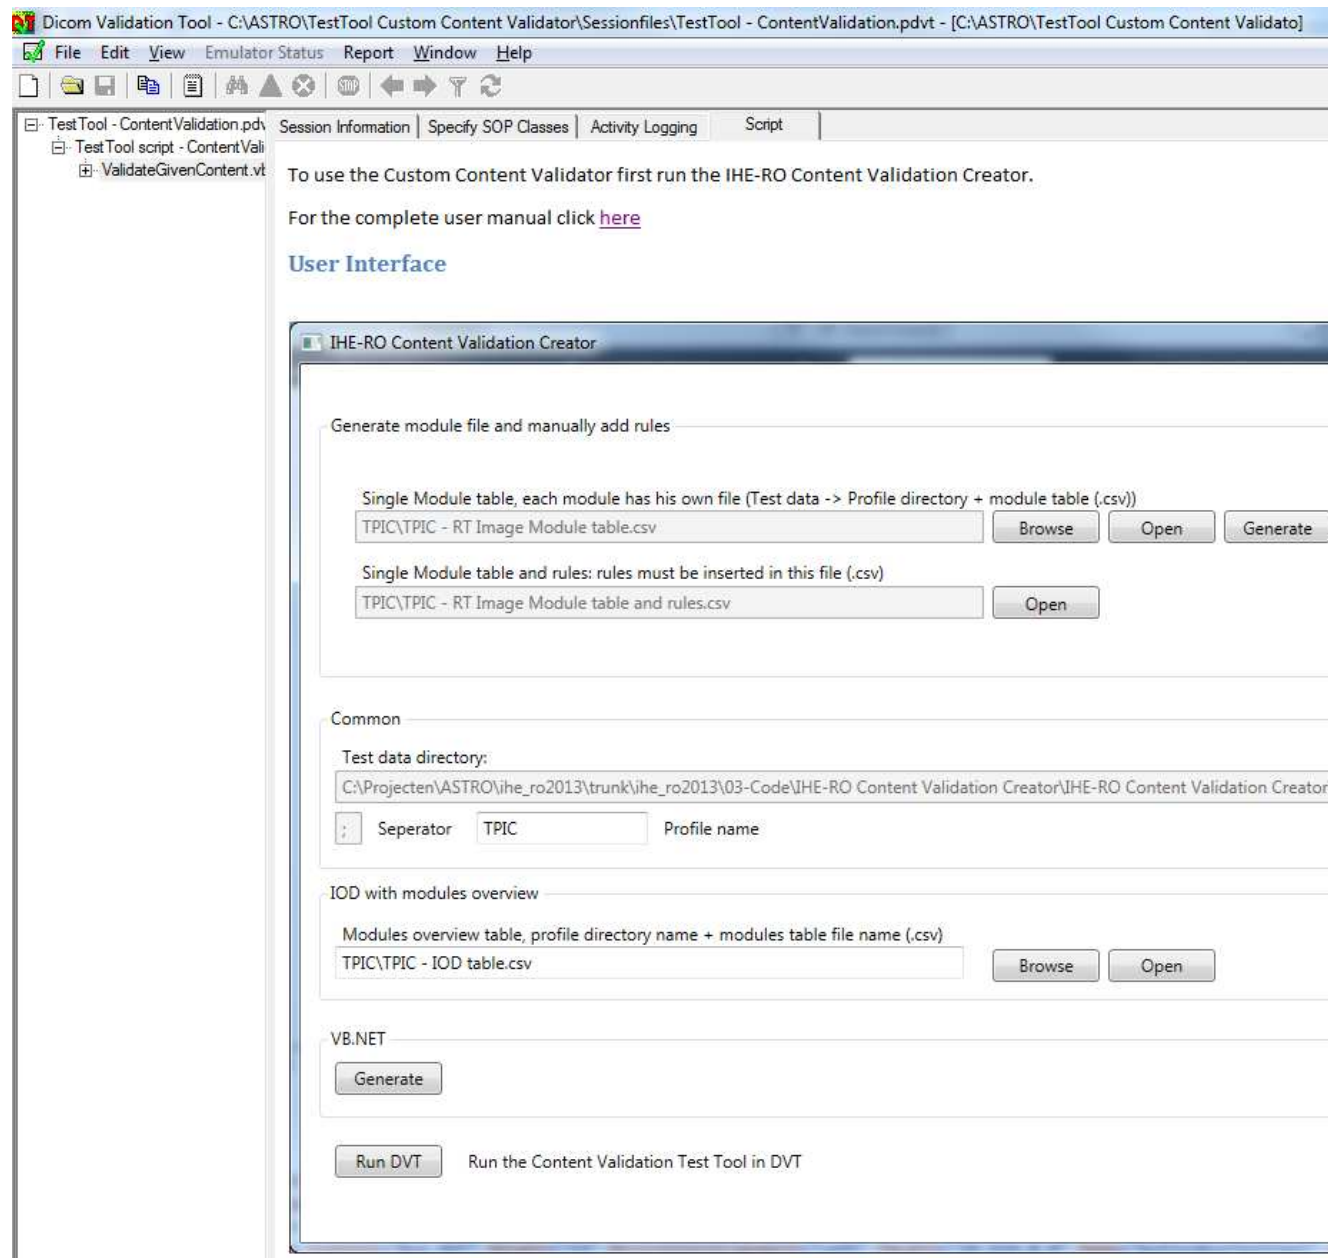 Dicom Validation Tool - C:\ASTRO\TestTool Custom Content Validator\Sessionfiles\TestTool - ContentValidation.pdvt - [C:\ASTRO\TestTool Custom Content Validato]
File Edit View Emulator Status Report Window Help
STOP
TestTool - ContentValidation.pdv
TestTool script - ContentVali
ValidateGivenContent.vb
Session Information Specify SOP Classes Activity Logging Script
To use the Custom Content Validator first run the IHE-RO Content Validation Creator.
For the complete user manual click here
User Interface
IHE-RO Content Validation Creator
Generate module file and manually add rules
Single Module table, each module has his own file (Test data -> Profile directory + module table (.csv))
TPIC\TPIC - RT Image Module table.csv Browse Open Generate
Single Module table and rules: rules must be inserted in this file (.csv)
TPIC\TPIC - RT Image Module table and rules.csv Open
Common
Test data directory:
C:\Projecten\ASTRO\ihe_ro2013\trunk\ihe_ro2013\03-Code\IHE-RO Content Validation Creator\IHE-RO Content Validation Creator
; Seperator TPIC Profile name
IOD with modules overview
Modules overview table, profile directory name + modules table file name (.csv)
TPIC\TPIC - IOD table.csv Browse Open
VB.NET
Generate
Run DVT Run the Content Validation Test Tool in DVT